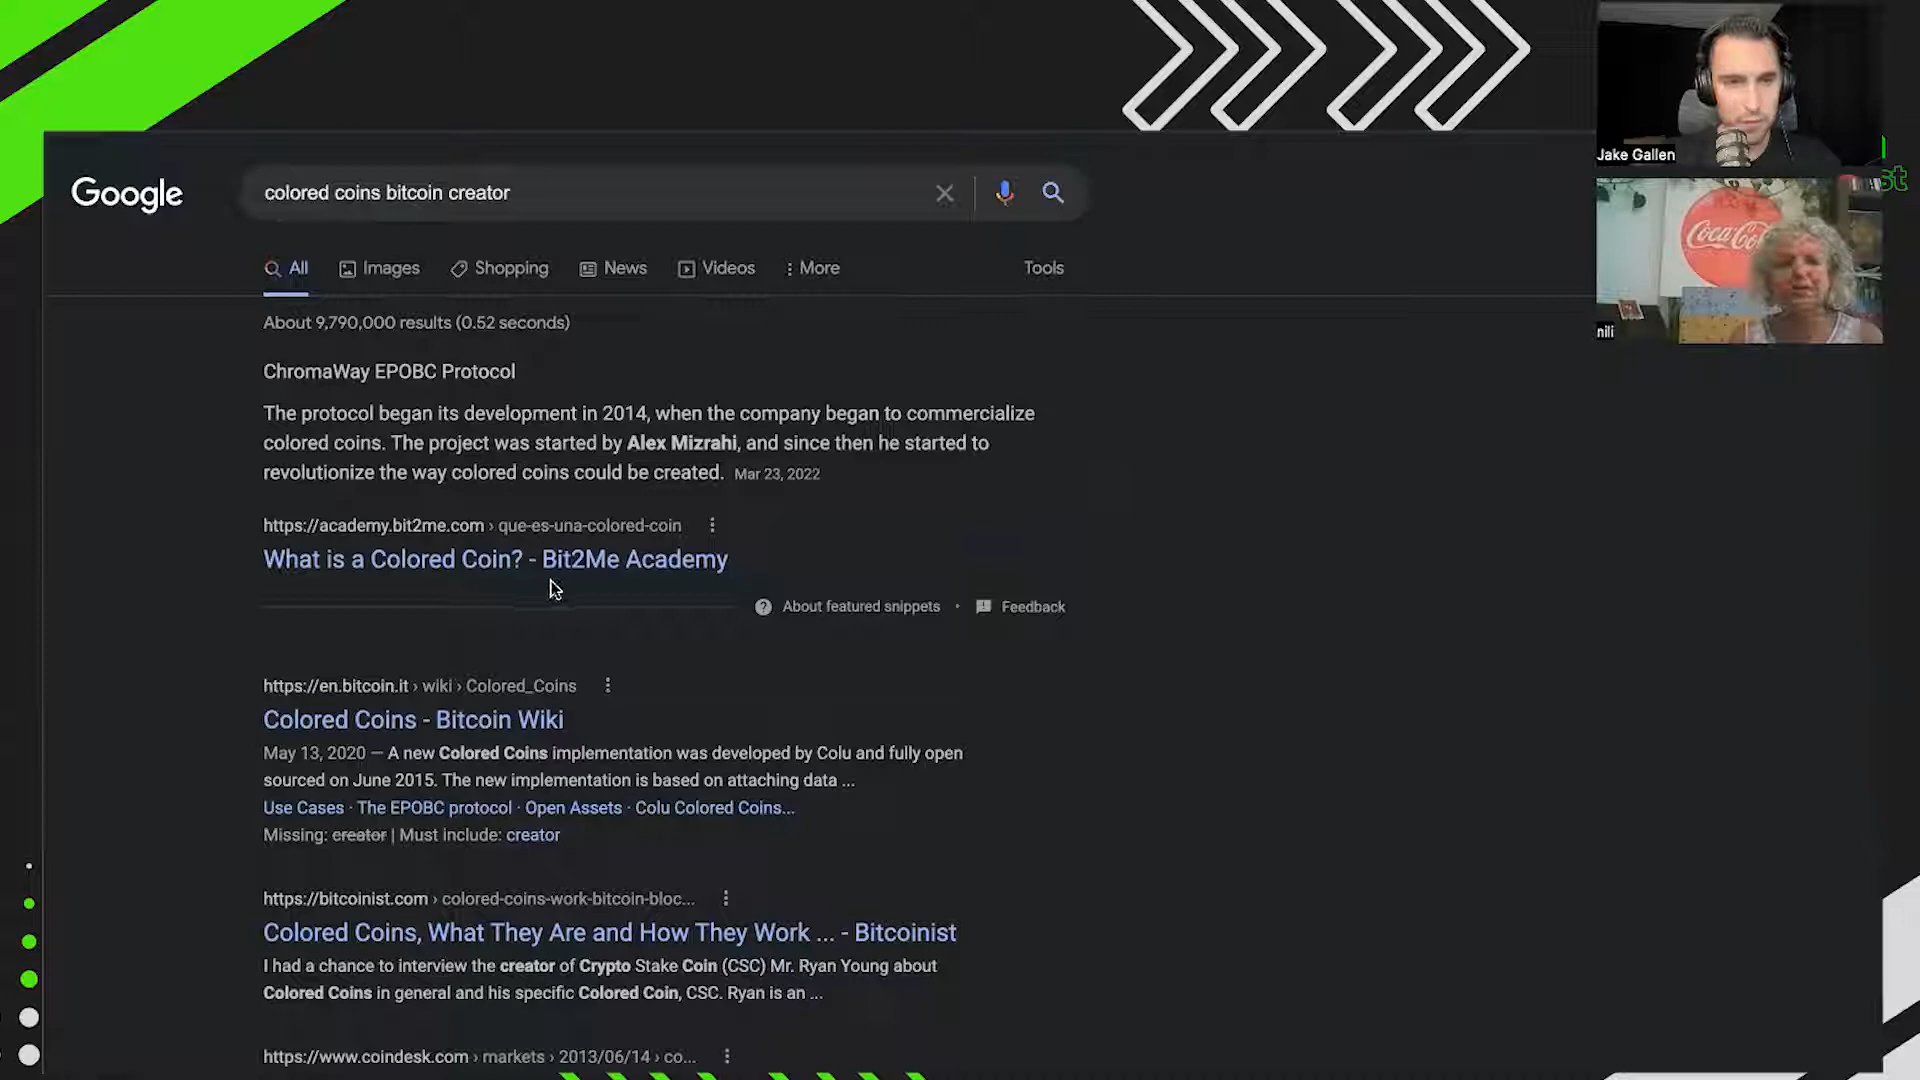 Google
colored coins bitcoin creator
All
Images
Shopping
News
Videos
More
Tools
About 9,790,000 results (0.52 seconds)
ChromaWay EPOBC Protocol
The protocol began its development in 2014, when the company began to commercialize
colored coins. The project was started by Alex Mizrahi, and since then he started to
revolutionize the way colored coins could be created. Mar 23, 2022
https://academy.bit2me.com › que-es-una-colored-coin
What is a Colored Coin? - Bit2Me Academy
About featured snippets • Feedback
https://en.bitcoin.it › wiki › Colored_Coins
Colored Coins - Bitcoin Wiki
May 13, 2020 — A new Colored Coins implementation was developed by Colu and fully open
sourced on June 2015. The new implementation is based on attaching data ...
Use Cases · The EPOBC protocol · Open Assets · Colu Colored Coins...
Missing: creator | Must include: creator
https://bitcoinist.com › colored-coins-work-bitcoin-bloc...
Colored Coins, What They Are and How They Work ... - Bitcoinist
I had a chance to interview the creator of Crypto Stake Coin (CSC) Mr. Ryan Young about
Colored Coins in general and his specific Colored Coin, CSC. Ryan is an ...
https://www.coindesk.com › markets › 2013/06/14 › co...
Jake Gallen
st
Coca-Col
nili